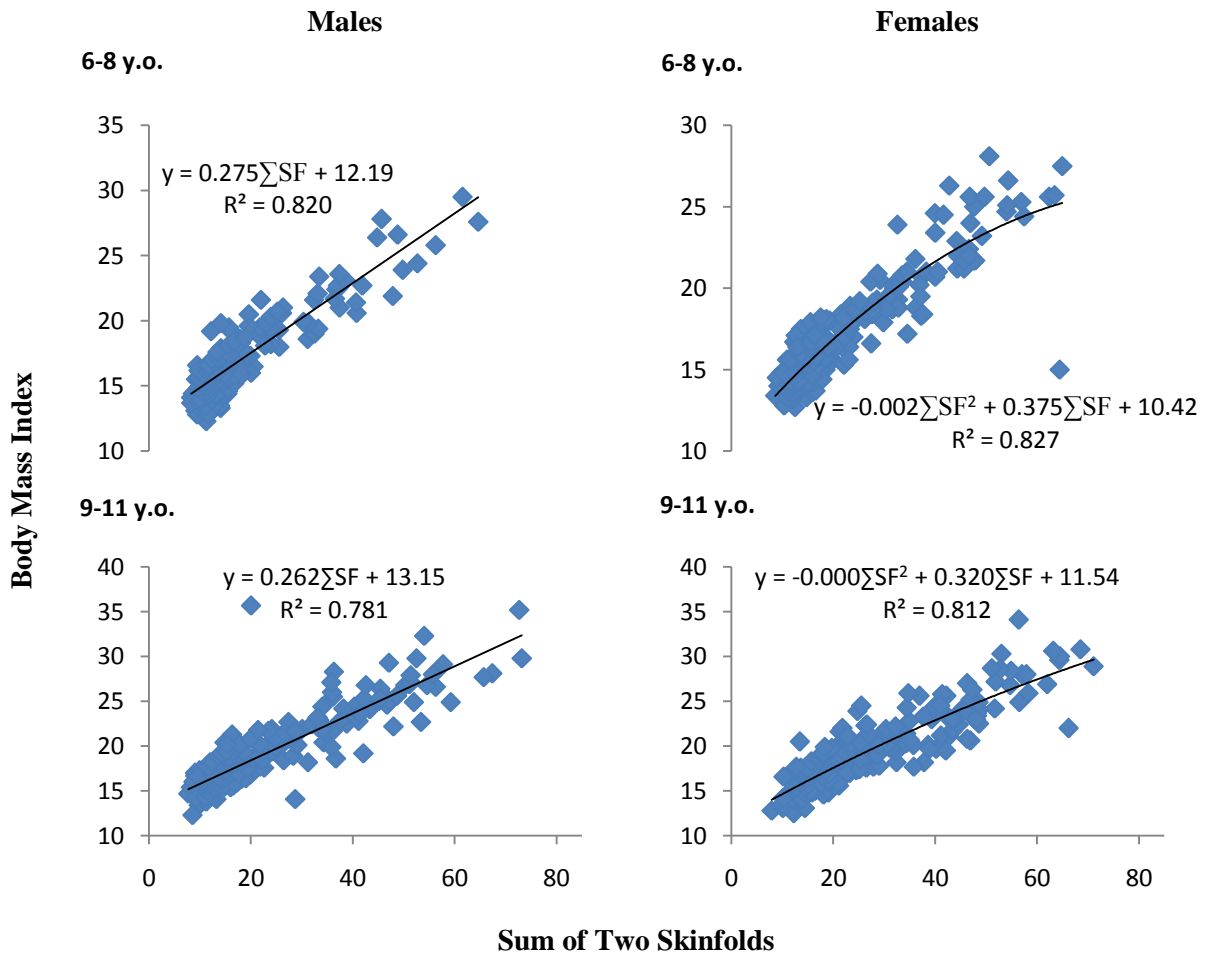 Males
Females
6-8 y.o.
6-8 y.o.
35
30
25
20
15
10
y = 0.275∑SF + 12.19
R² = 0.820
30
25
20
15
10
y = -0.002∑SF² + 0.375∑SF + 10.42
R² = 0.827
Body Mass Index
9-11 y.o.
9-11 y.o.
40
35
30
25
20
15
10
y = 0.262∑SF + 13.15
R² = 0.781
0 20 40 60 80
40
35
30
25
20
15
10
y = -0.000∑SF² + 0.320∑SF + 11.54
R² = 0.812
0 20 40 60 80
Sum of Two Skinfolds